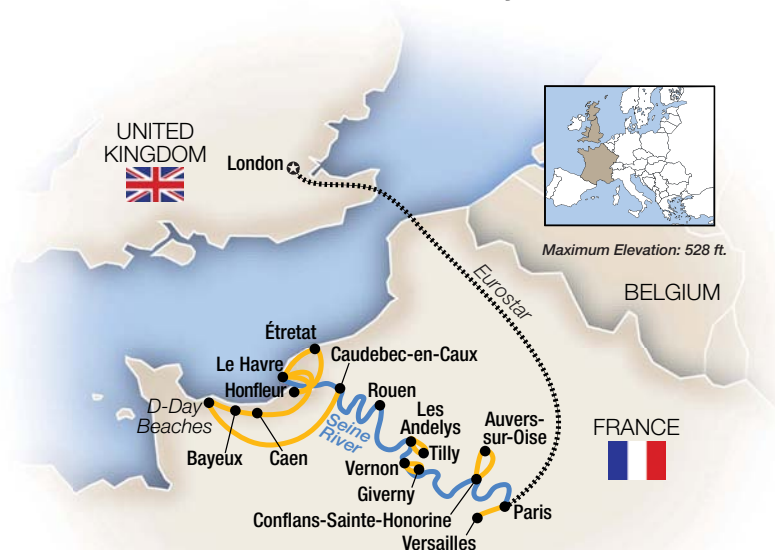 UNITED
KINGDOM
London
Maximum Elevation: 528 ft.
Eurostar
BELGIUM
Étretat
Le Havre
Caudebec-en-Caux
Honfleur
Rouen
D-Day
Beaches
Seine
River
Les
Andelys
Auvers-
sur-Oise
FRANCE
Bayeux
Caen
Tilly
Vernon
Giverny
Conflans-Sainte-Honorine
Paris
Versailles